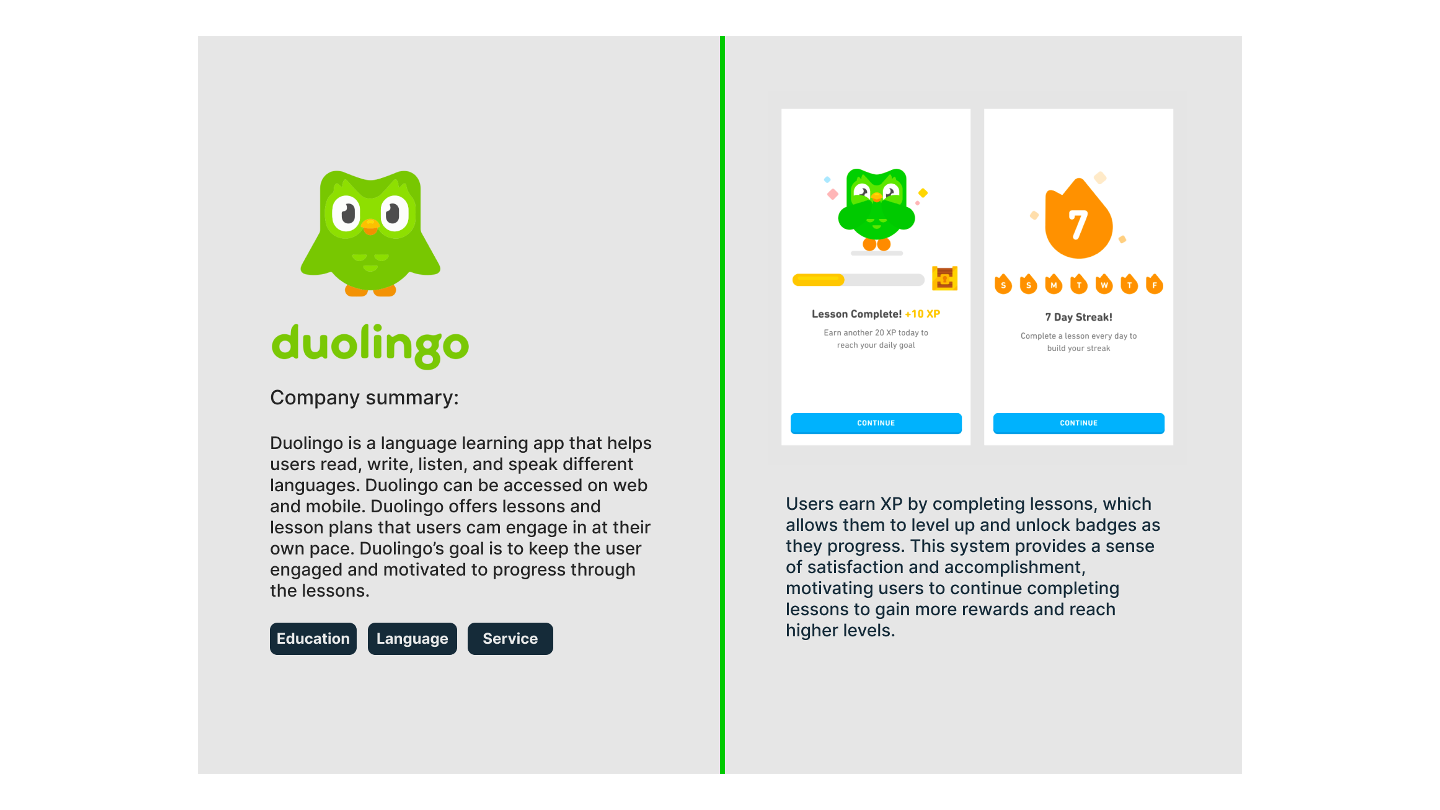 duolingo
Company summary:
Duolingo is a language learning app that helps
users read, write, listen, and speak different
languages. Duolingo can be accessed on web
and mobile. Duolingo offers lessons and
lesson plans that users cam engage in at their
own pace. Duolingo’s goal is to keep the user
engaged and motivated to progress through
the lessons.
Education Language Service
Lesson Complete! +10 XP
Earn another 20 XP today to
reach your daily goal
CONTINUE
7
S S M T W T F
7 Day Streak!
Complete a lesson every day to
build your streak
CONTINUE
Users earn XP by completing lessons, which
allows them to level up and unlock badges as
they progress. This system provides a sense
of satisfaction and accomplishment,
motivating users to continue completing
lessons to gain more rewards and reach
higher levels.